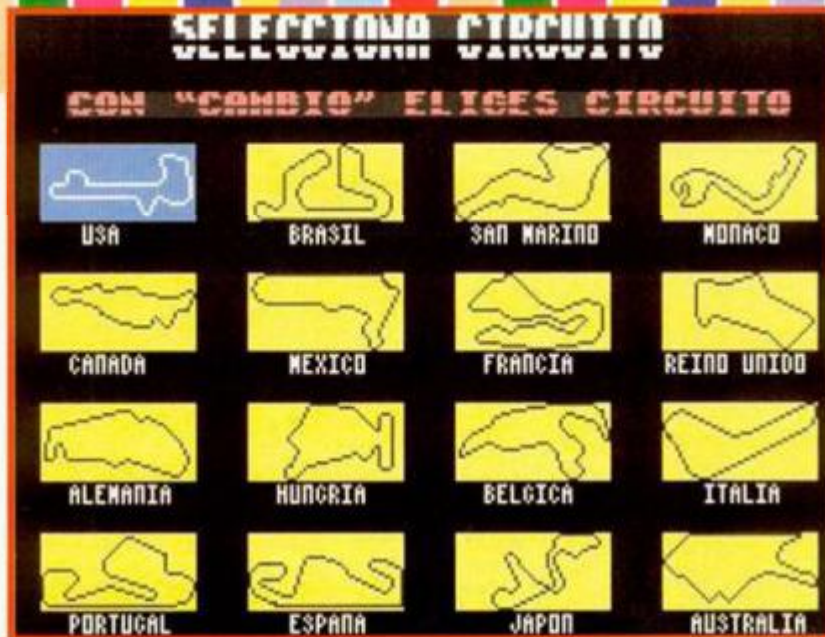 SELECCIONA CIRCUITO
CON "CAMBIO" ELIGES CIRCUITO
USA BRASIL SAN MARINO MONACO
CANADA MEXICO FRANCIA REINO UNIDO
ALEMANIA HUNGRIA BELGICA ITALIA
PORTUGAL ESPAÑA JAPON AUSTRALIA